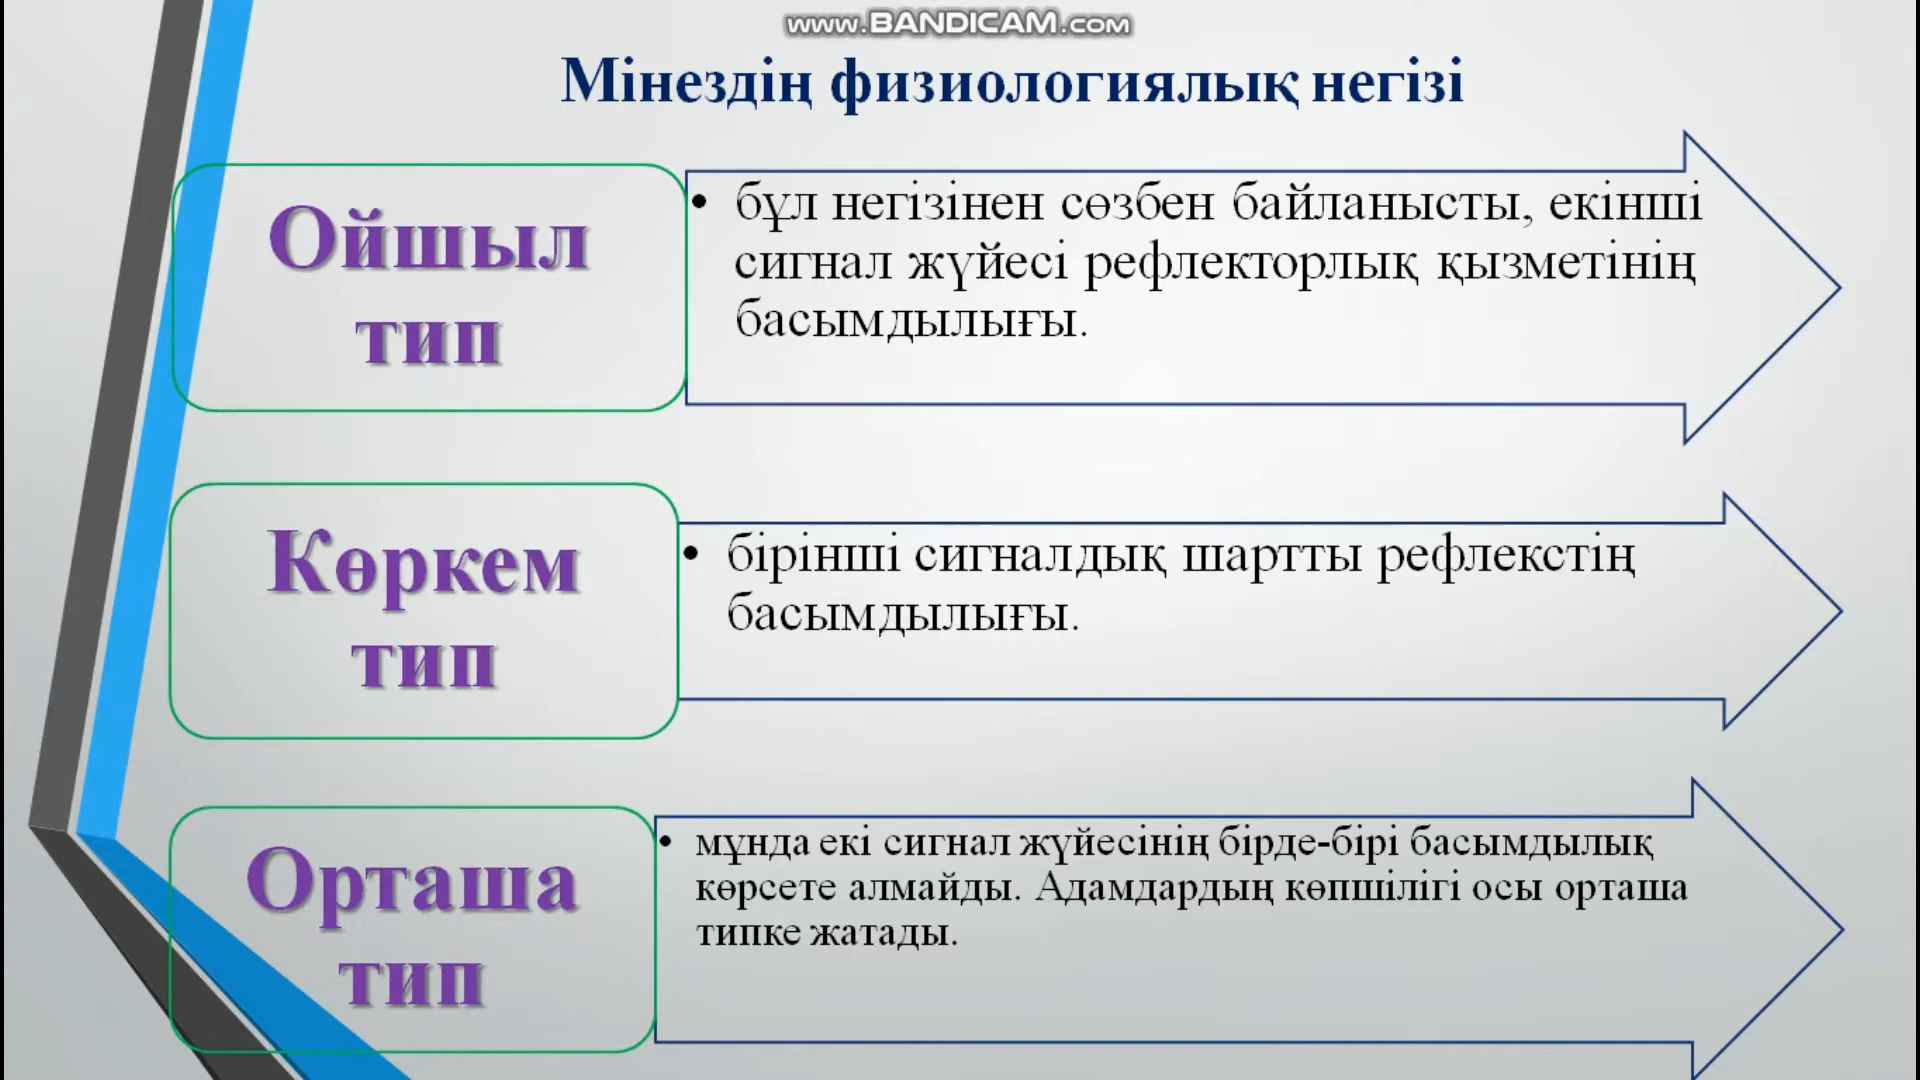 www.BANDICAM.com
Мінездің физиологиялық негізі
Ойшыл
тип
• бұл негізінен сөзбен байланысты, екінші
сигнал жүйесі рефлекторлық қызметінің
басымдылығы.
Көркем
тип
• бірінші сигналдық шартты рефлекстің
басымдылығы.
Орташа
тип
• мұнда екі сигнал жүйесінің бірде-бірі басымдылық
көрсете алмайды. Адамдардың көпшілігі осы орташа
типке жатады.